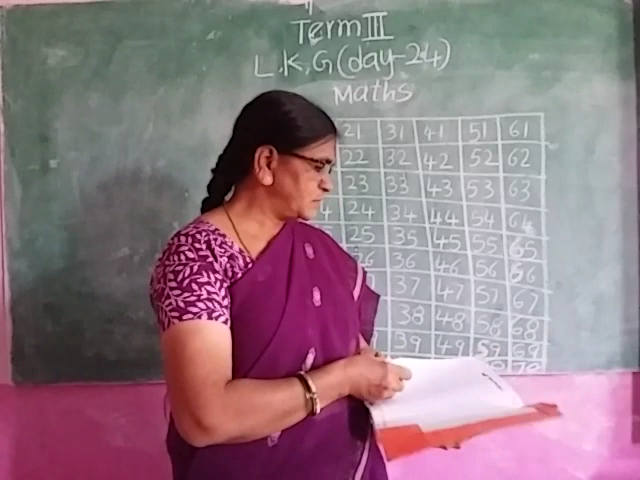 Term III
L.K.G (day-24)
Maths
21 31 41 51 61
22 32 42 52 62
23 33 43 53 63
4 24 34 44 54 64
25 35 45 55 65
36 46 56 66
37 47 57 67
38 48 58 68
39 49 59 69
70